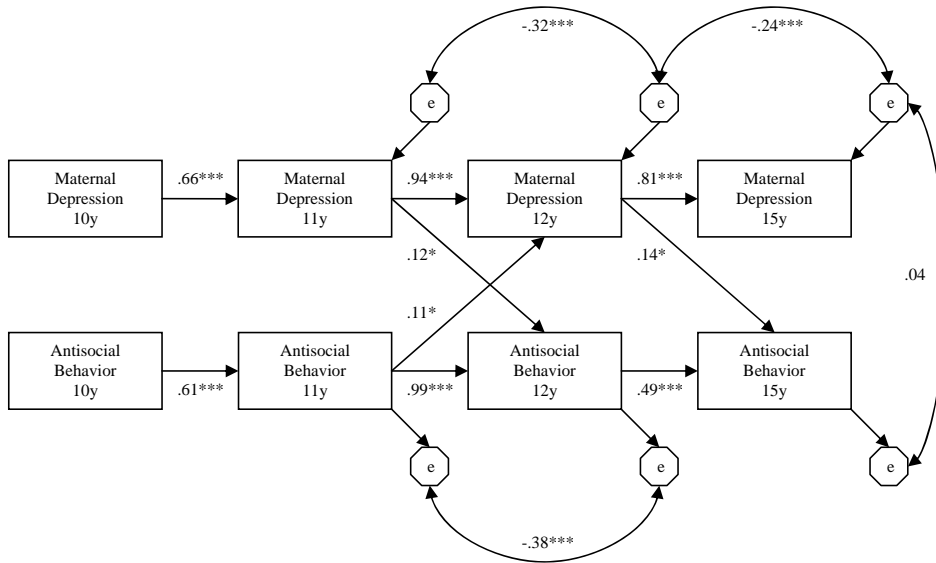 -.32***
-.24***
e
e
e
Maternal
Depression
10y
.66***
Maternal
Depression
11y
.94***
Maternal
Depression
12y
.81***
Maternal
Depression
15y
.12*
.14*
.04
.11*
Antisocial
Behavior
10y
.61***
Antisocial
Behavior
11y
.99***
Antisocial
Behavior
12y
.49***
Antisocial
Behavior
15y
e
e
e
-.38***